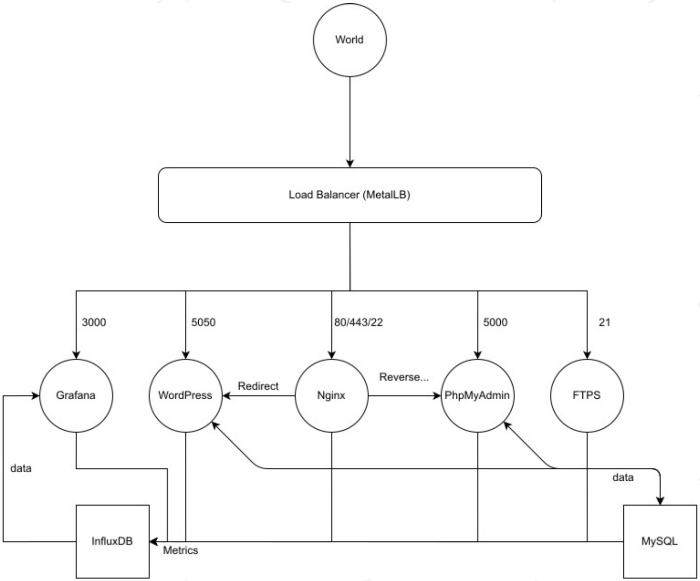 World
Load Balancer (MetalLB)
3000
5050
80/443/22
5000
21
Grafana
WordPress
Redirect
Nginx
Reverse...
PhpMyAdmin
FTPS
data
data
InfluxDB
Metrics
MySQL